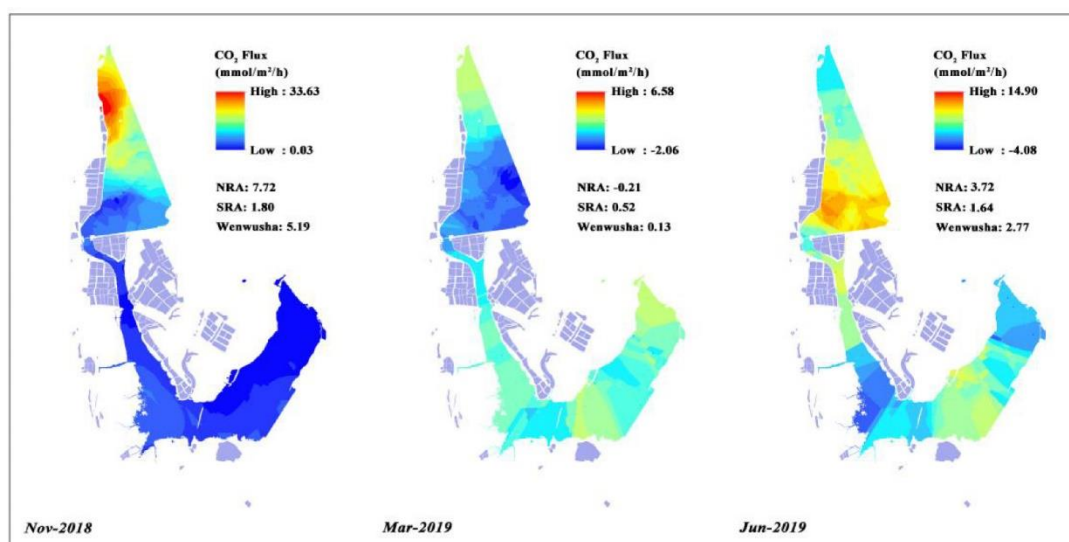 CO₂ Flux
(mmol/m²/h)
High : 33.63
Low : 0.03
NRA: 7.72
SRA: 1.80
Wenwusha: 5.19
Nov-2018
CO₂ Flux
(mmol/m²/h)
High : 6.58
Low : -2.06
NRA: -0.21
SRA: 0.52
Wenwusha: 0.13
Mar-2019
CO₂ Flux
(mmol/m²/h)
High : 14.90
Low : -4.08
NRA: 3.72
SRA: 1.64
Wenwusha: 2.77
Jun-2019